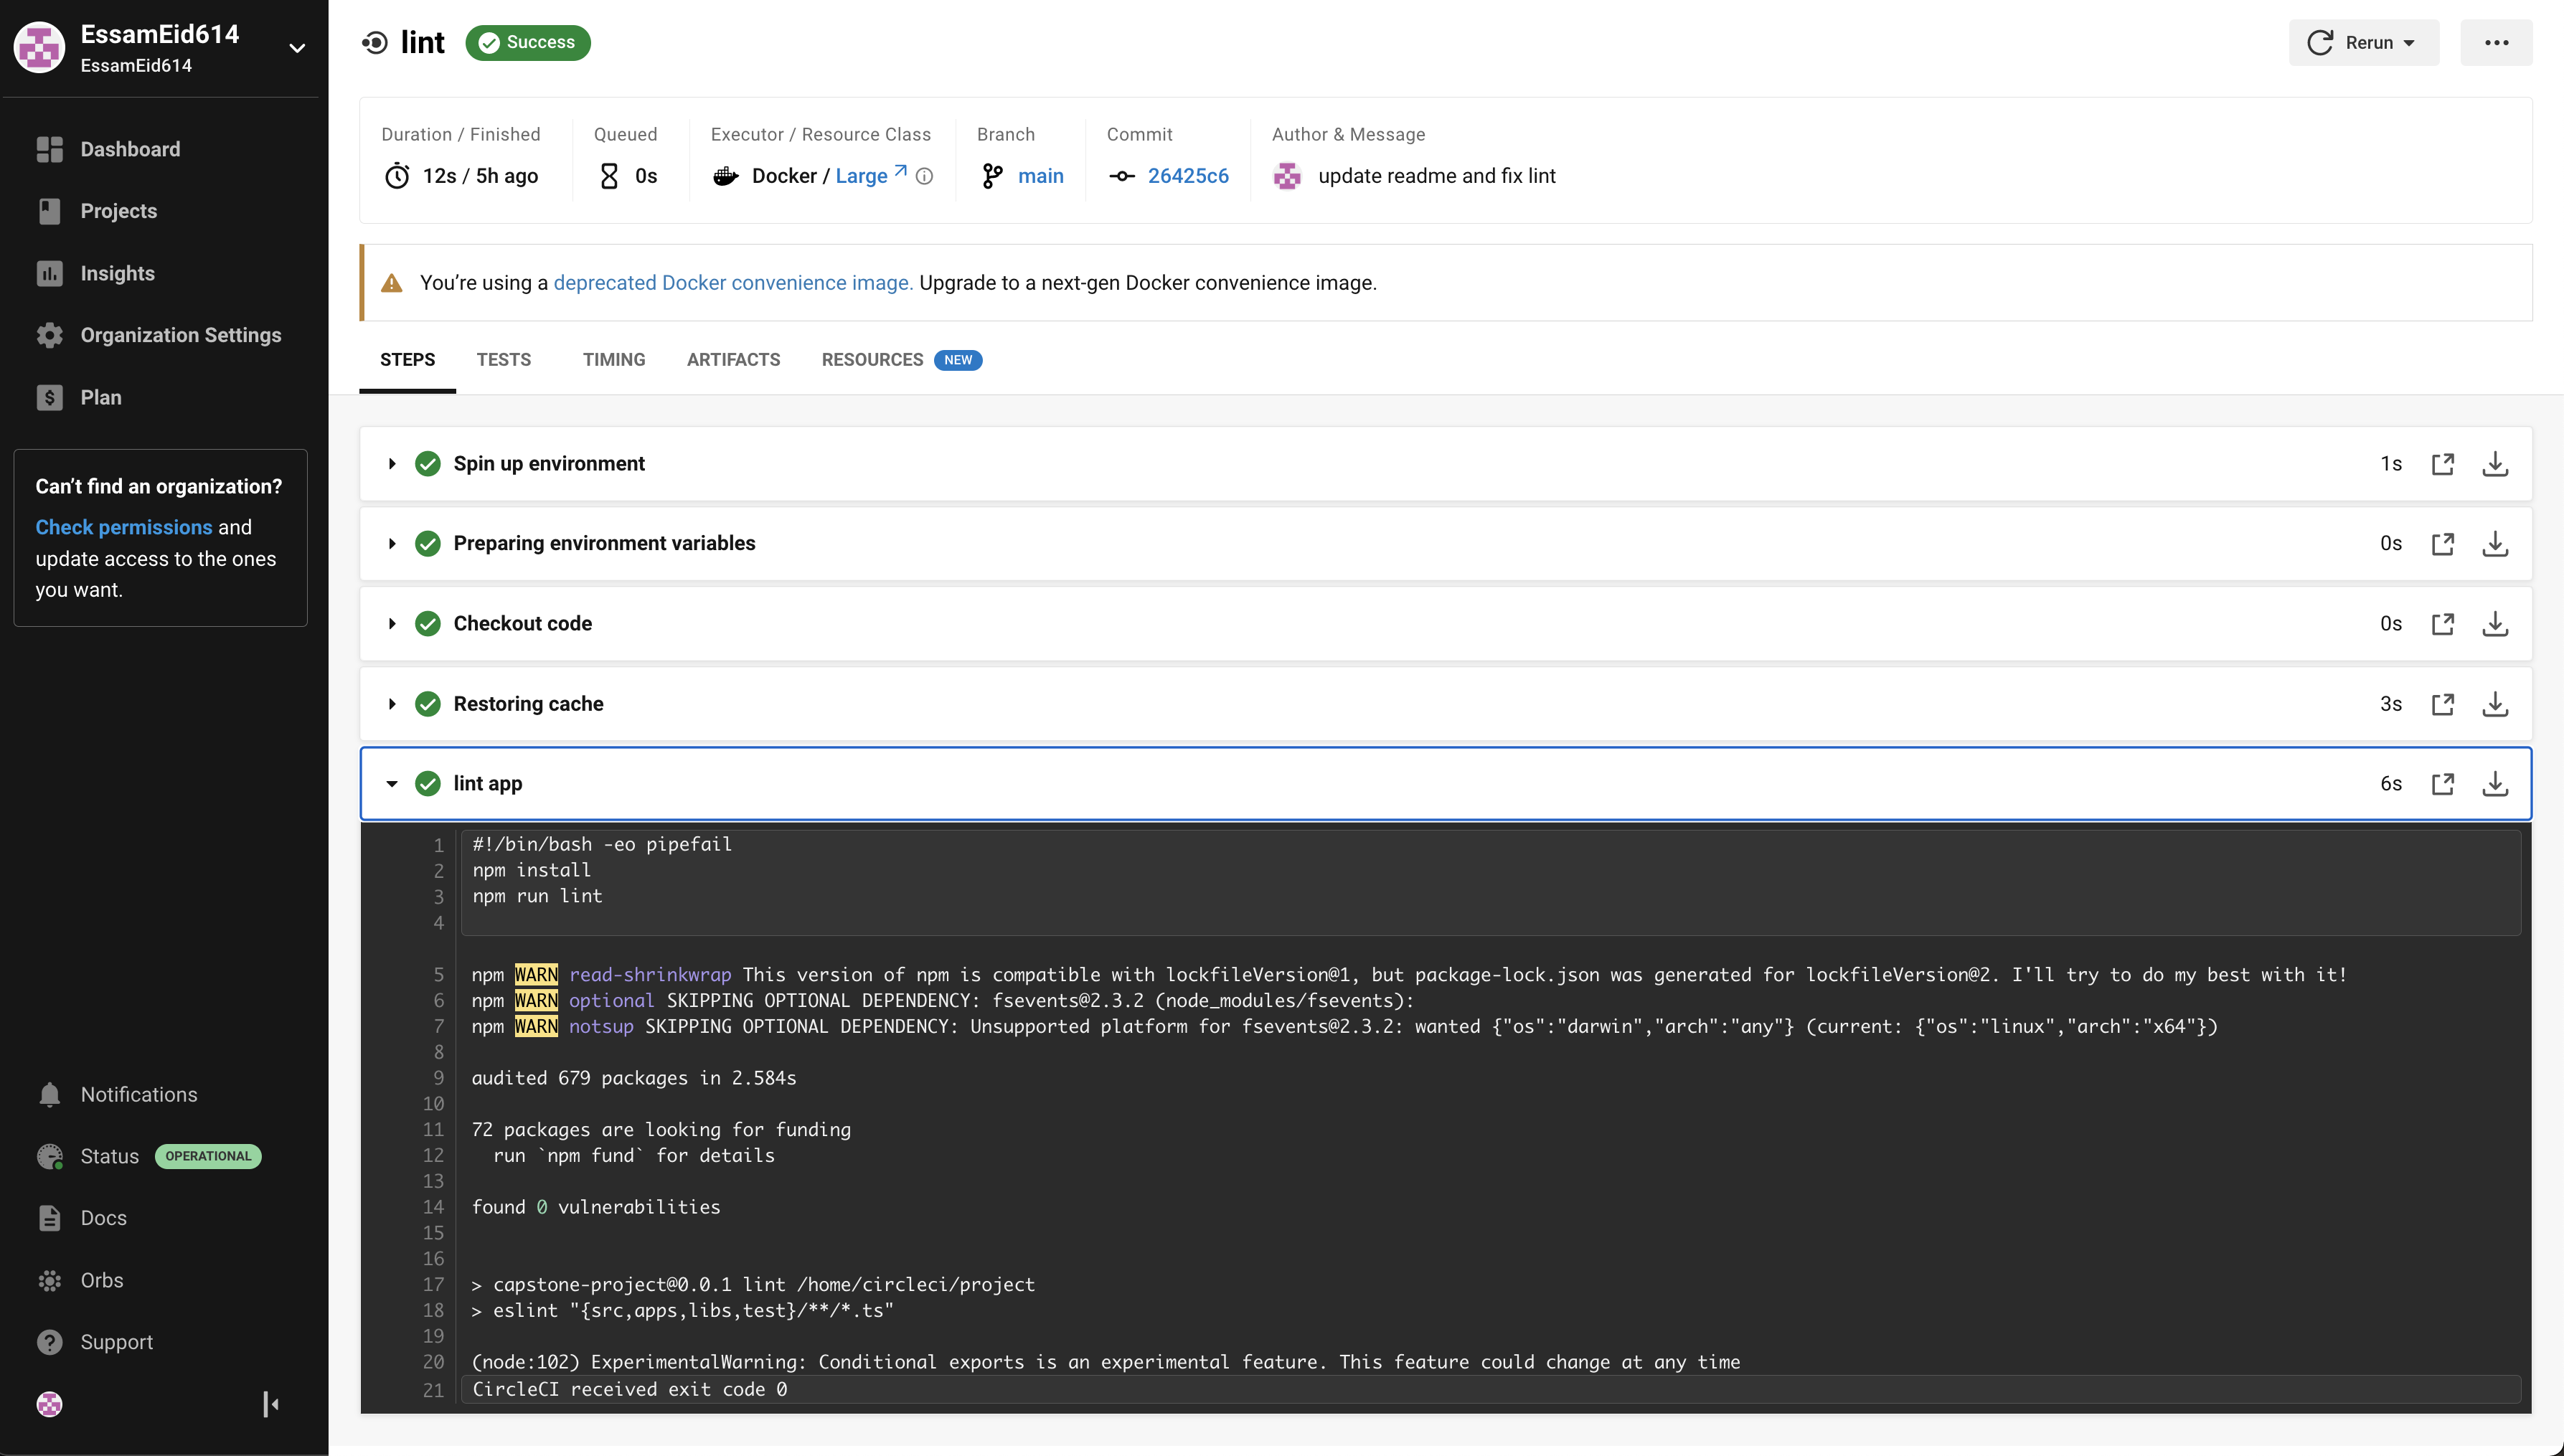 EssamEid614
EssamEid614
Dashboard
Projects
Insights
Organization Settings
Plan
Can't find an organization?
Check permissions and
update access to the ones
you want.
Notifications
Status OPERATIONAL
Docs
Orbs
Support
lint Success
Rerun
Duration / Finished
12s / 5h ago
Queued
0s
Executor / Resource Class
Docker / Large
Branch
main
Commit
26425c6
Author & Message
update readme and fix lint
You're using a deprecated Docker convenience image. Upgrade to a next-gen Docker convenience image.
STEPS TESTS TIMING ARTIFACTS RESOURCES NEW
Spin up environment 1s
Preparing environment variables 0s
Checkout code 0s
Restoring cache 3s
lint app 6s
1 #!/bin/bash -eo pipefail
2 npm install
3 npm run lint
4
5 npm WARN read-shrinkwrap This version of npm is compatible with lockfileVersion@1, but package-lock.json was generated for lockfileVersion@2. I'll try to do my best with it!
6 npm WARN optional SKIPPING OPTIONAL DEPENDENCY: fsevents@2.3.2 (node_modules/fsevents):
7 npm WARN notsup SKIPPING OPTIONAL DEPENDENCY: Unsupported platform for fsevents@2.3.2: wanted {"os":"darwin","arch":"any"} (current: {"os":"linux","arch":"x64"})
8
9 audited 679 packages in 2.584s
10
11 72 packages are looking for funding
12 run `npm fund` for details
13
14 found 0 vulnerabilities
15
16
17 > capstone-project@0.0.1 lint /home/circleci/project
18 > eslint "{src,apps,libs,test}/**/*.ts"
19
20 (node:102) ExperimentalWarning: Conditional exports is an experimental feature. This feature could change at any time
21 CircleCI received exit code 0